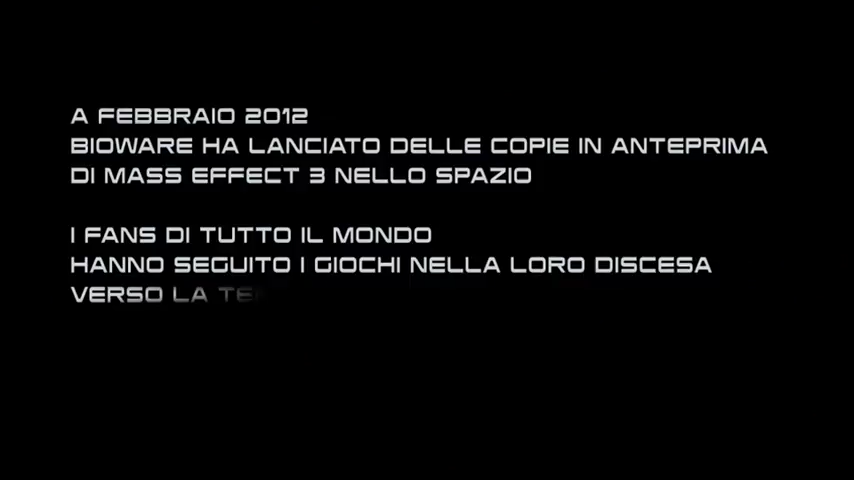 A FEBBRAIO 2012
BIOWARE HA LANCIATO DELLE COPIE IN ANTEPRIMA
DI MASS EFFECT 3 NELLO SPAZIO
I FANS DI TUTTO IL MONDO
HANNO SEGUITO I GIOCHI NELLA LORO DISCESA
VERSO LA